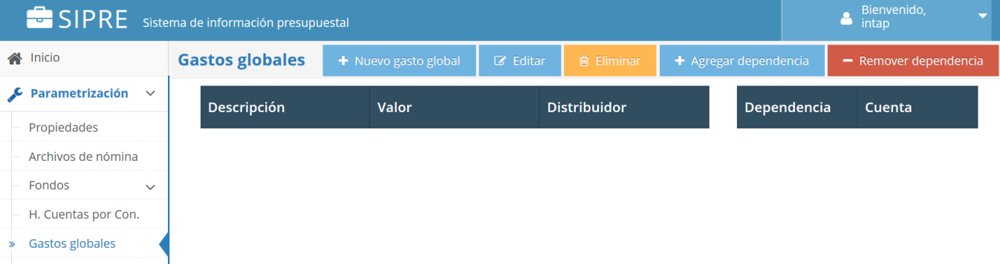 SIPRE Sistema de información presupuestal
Bienvenido,
intap
Inicio
Parametrización
Propiedades
Archivos de nómina
Fondos
H. Cuentas por Con.
Gastos globales
Gastos globales
Nuevo gasto global
Editar
Eliminar
Agregar dependencia
Remover dependencia
Descripción Valor Distribuidor
Dependencia Cuenta